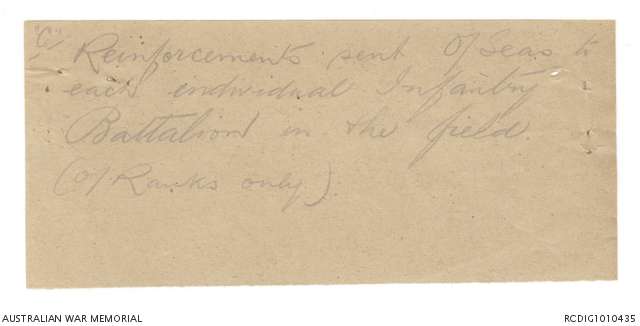 "C"
Reinforcements sent O/Seas to
each individual Infantry
Battalion in the field.
(O/Ranks only).
AUSTRALIAN WAR MEMORIAL
RCDIG1010435